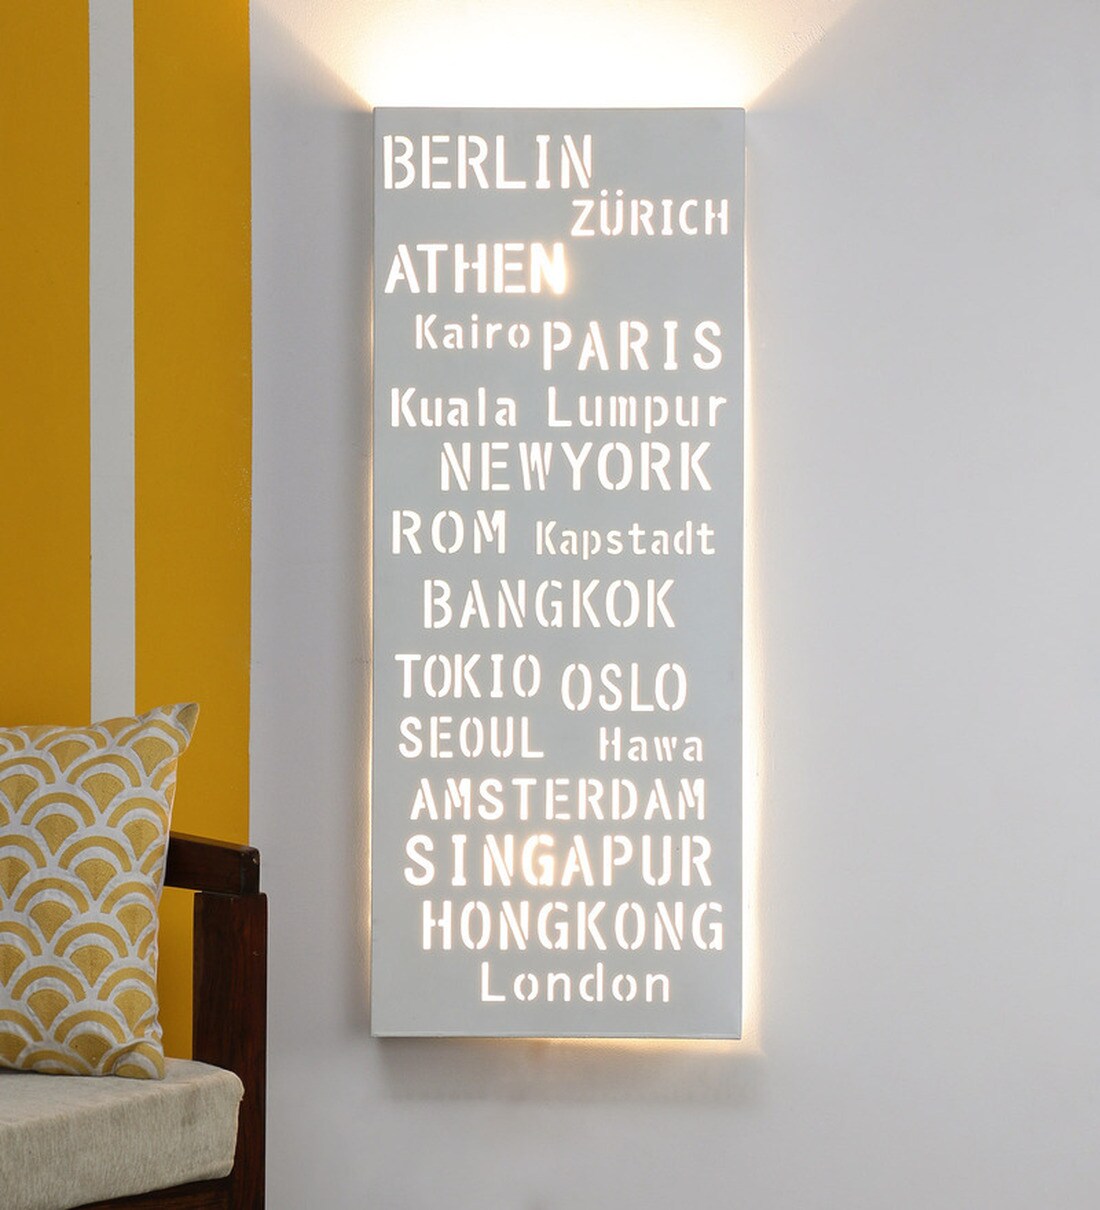 BERLIN
ZÜRICH
ATHEN
Kairo PARIS
Kuala Lumpur
NEWYORK
ROM Kapstadt
BANGKOK
TOKIO OSLO
SEOUL Hawa
AMSTERDAM
SINGAPUR
HONGKONG
London